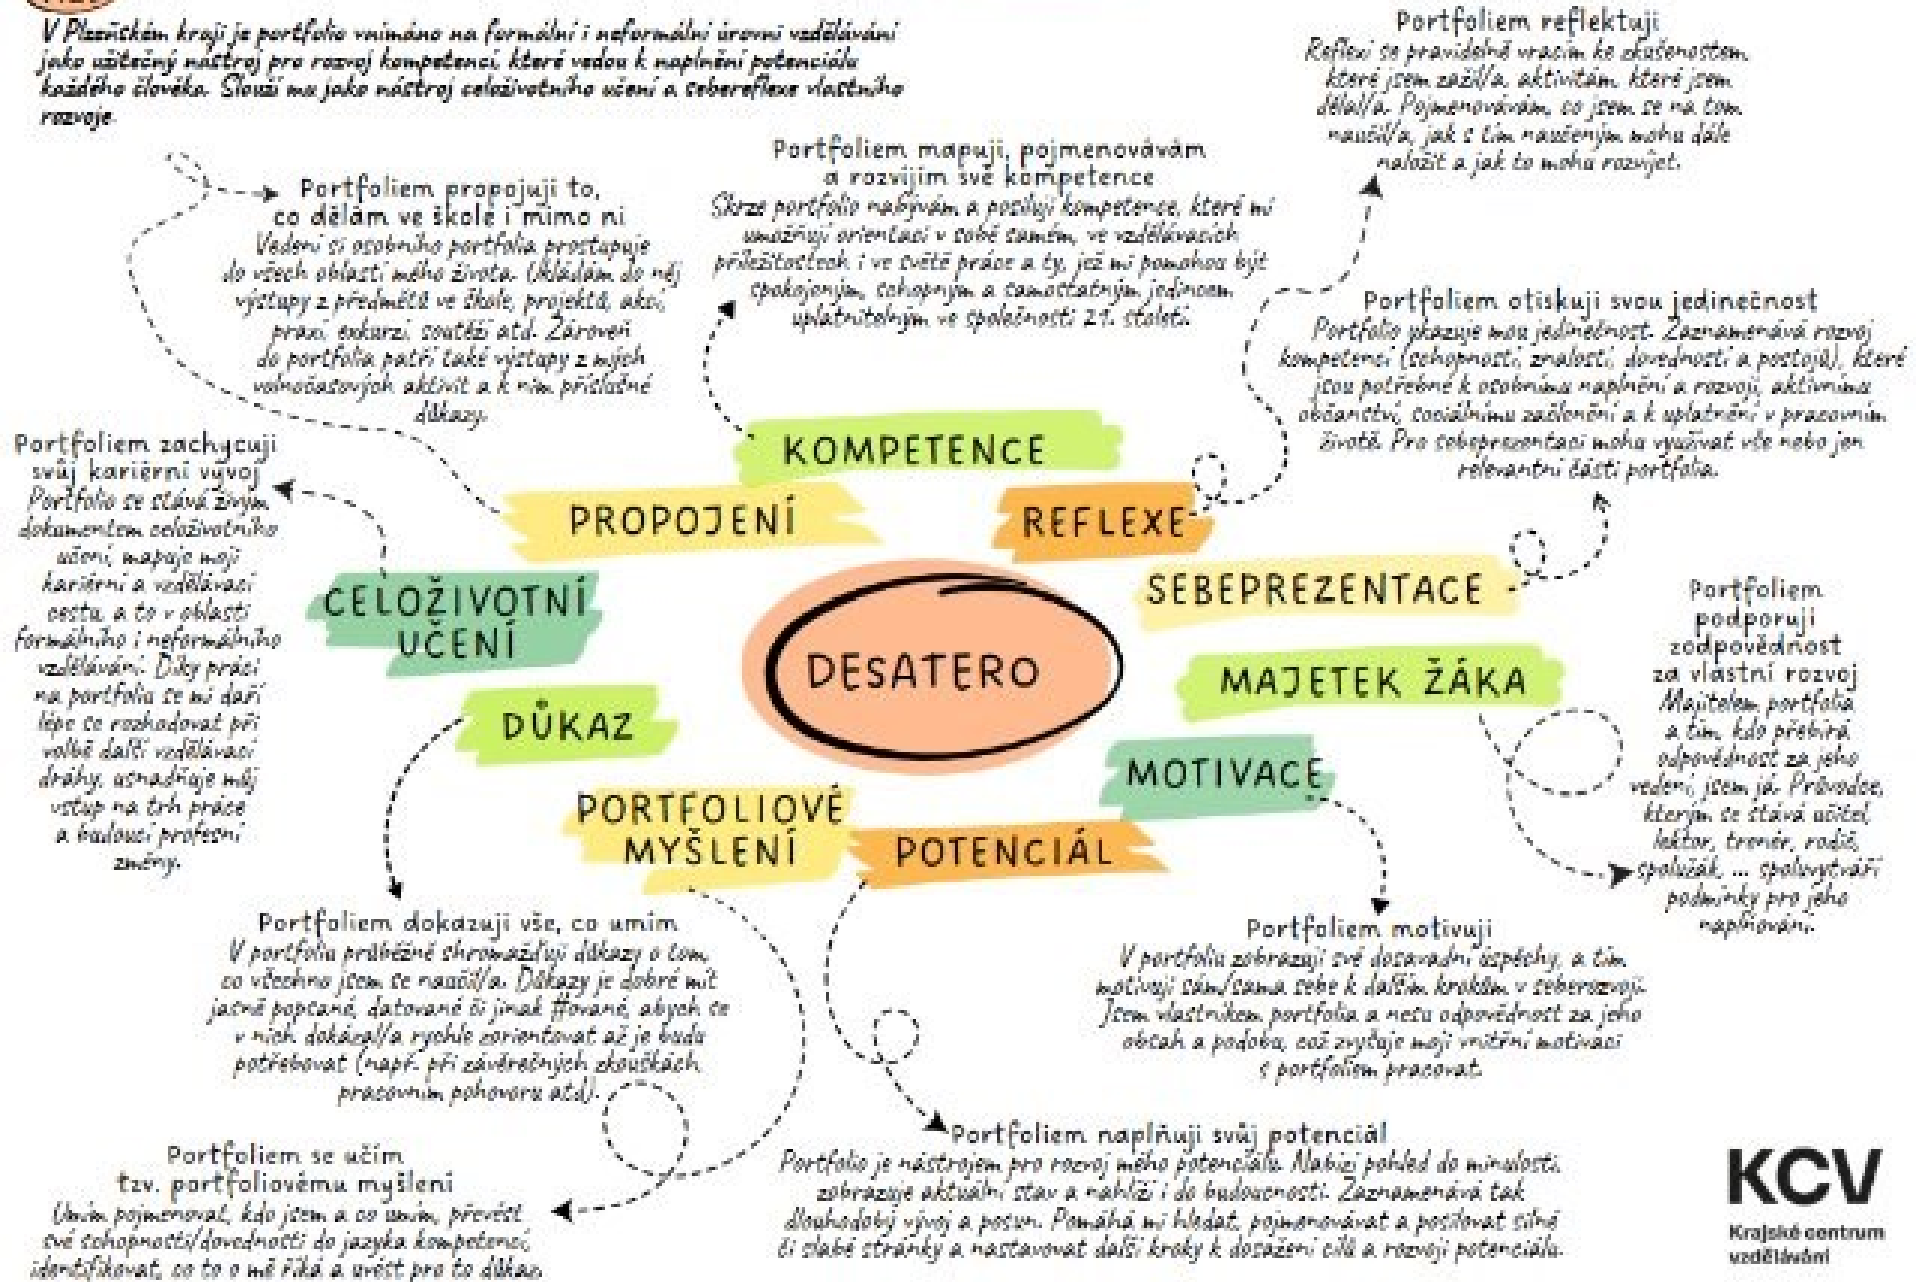 V Plzeňském kraji je portfolio vnímáno na formální i neformální úrovni vzdělávání
jako užitečný nástroj pro rozvoj kompetencí, které vedou k naplnění potenciálu
každého člověka. Slouží mu jako nástroj celoživotního učení a sebereflexe vlastního
rozvoje.
Portfoliem propojuji to,
co dělám ve škole i mimo ni
Vedení si osobního portfolia prostupuje
do všech oblastí mého života. Ukládám do něj
výstupy z předmětů ve škole, projektů, akcí,
praxí, exkurzí, soutěží atd. Zároveň
do portfolia patří také výstupy z mých
volnočasových aktivit a k nim příslušné
důkazy.
Portfoliem mapuji, pojmenovávám
a rozvíjím své kompetence
Skrze portfolio nabývám a posiluji kompetence, které mi
umožňují orientaci v sobě samém, ve vzdělávacích
příležitostech i ve světě práce a ty, jež mi pomohou být
spokojeným, schopným a samostatným jedincem
uplatnitelným ve společnosti 21. století.
Portfoliem reflektuji
Reflexí se pravidelně vracím ke zkušenostem,
které jsem zažil/a, aktivitám, které jsem
dělal/a. Pojmenovávám, co jsem se na tom
naučil/a, jak s tím naučeným mohu dále
naložit a jak to mohu rozvíjet.
Portfoliem otiskuji svou jedinečnost
Portfolio ukazuje mou jedinečnost. Zaznamenává rozvoj
kompetencí (schopností, znalostí, dovedností a postojů), které
jsou potřebné k osobnímu naplnění a rozvoji, aktivnímu
občanství, sociálnímu začlenění a k uplatnění v pracovním
životě. Pro sebeprezentaci mohu využívat vše nebo jen
relevantní části portfolia.
Portfoliem zachycuji
svůj kariérní vývoj
Portfolio se stává živým
dokumentem celoživotního
učení, mapuje moji
kariérní a vzdělávací
cestu, a to v oblasti
formálního i neformálního
vzdělávání. Díky práci
na portfoliu se mi daří
lépe se rozhodovat při
volbě další vzdělávací
dráhy, usnadňuje můj
vstup na trh práce
a budoucí profesní
změny.
KOMPETENCE
PROPOJENÍ
REFLEXE
CELOŽIVOTNÍ
UČENÍ
SEBEPREZENTACE
DESATERO
MAJETEK ŽÁKA
DŮKAZ
MOTIVACE
PORTFOLIOVÉ
MYŠLENÍ
POTENCIÁL
Portfoliem
podporuji
zodpovědnost
za vlastní rozvoj
Majitelem portfolia
a tím, kdo přebírá
odpovědnost za jeho
vedení, jsem já. Průvodce,
kterým se stává učitel,
lektor, trenér, rodič,
spolužák, ... spoluvytváří
podmínky pro jeho
naplňování.
Portfoliem dokazuji vše, co umím
V portfoliu průběžně shromažďuji důkazy o tom,
co všechno jsem se naučil/a. Důkazy je dobré mít
jasně popsané, datované či jinak #ované, abych se
v nich dokázal/a rychle zorientovat až je budu
potřebovat (např. při závěrečných zkouškách,
pracovním pohovoru atd).
Portfoliem motivuji
V portfoliu zobrazuji své dosavadní úspěchy, a tím
motivuji sám/sama sebe k dalším krokům v seberozvoji.
Jsem vlastníkem portfolia a nesu odpovědnost za jeho
obsah a podobu, což zvyšuje moji vnitřní motivaci
s portfoliem pracovat.
Portfoliem se učím
tzv. portfoliovému myšlení
Umím pojmenovat, kdo jsem a co umím, převést
své schopnosti/dovednosti do jazyka kompetencí,
identifikovat, co to o mě říká a uvést pro to důkaz.
Portfoliem naplňuji svůj potenciál
Portfolio je nástrojem pro rozvoj mého potenciálu. Nabízí pohled do minulosti,
zobrazuje aktuální stav a nahlíží i do budoucnosti. Zaznamenává tak
dlouhodobý vývoj a posun. Pomáhá mi hledat, pojmenovávat a posilovat silné
či slabé stránky a nastavovat další kroky k dosažení cílů a rozvoji potenciálu.
KCV
Krajské centrum
vzdělávání